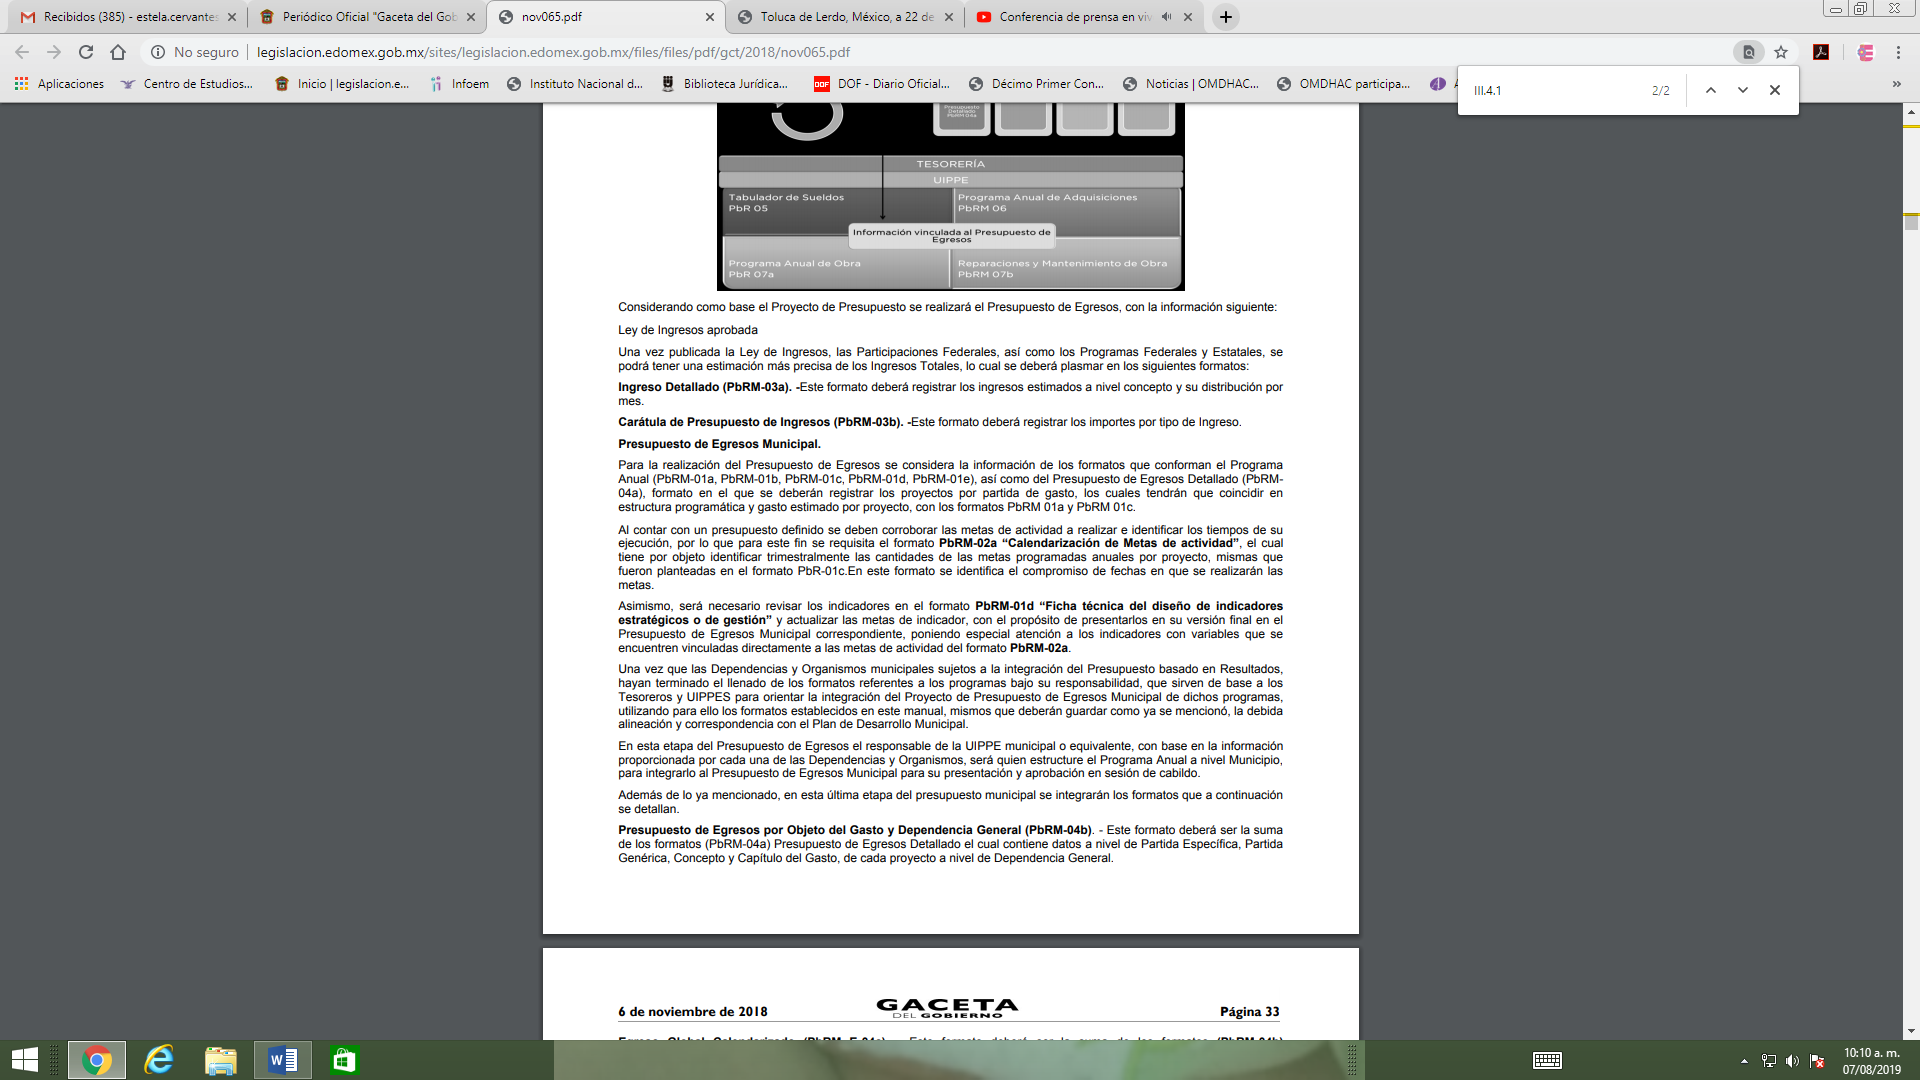 Recibidos (385) - estela.cervantes
Periódico Oficial "Gaceta del Gob
nov065.pdf
Toluca de Lerdo, México, a 22 de
Conferencia de prensa en viv
No seguro
legislacion.edomex.gob.mx/sites/legislacion.edomex.gob.mx/files/files/pdf/gct/2018/nov065.pdf
Aplicaciones
Centro de Estudios...
Inicio | legislacion.e...
Infoem
Instituto Nacional d...
Biblioteca Jurídica...
DOF - Diario Oficial...
Décimo Primer Con...
Noticias | OMDHAC...
OMDHAC participa...
III.4.1
2/2
Presupuesto
Detallado
PbRM 04a
TESORERÍA
UIPPE
Tabulador de Sueldos
PbR 05
Programa Anual de Adquisiciones
PbRM 06
Información vinculada al Presupuesto de
Egresos
Programa Anual de Obra
PbR 07a
Reparaciones y Mantenimiento de Obra
PbRM 07b
Considerando como base el Proyecto de Presupuesto se realizará el Presupuesto de Egresos, con la información siguiente:
Ley de Ingresos aprobada
Una vez publicada la Ley de Ingresos, las Participaciones Federales, así como los Programas Federales y Estatales, se
podrá tener una estimación más precisa de los Ingresos Totales, lo cual se deberá plasmar en los siguientes formatos:
Ingreso Detallado (PbRM-03a). -Este formato deberá registrar los ingresos estimados a nivel concepto y su distribución por
mes.
Carátula de Presupuesto de Ingresos (PbRM-03b). -Este formato deberá registrar los importes por tipo de Ingreso.
Presupuesto de Egresos Municipal.
Para la realización del Presupuesto de Egresos se considera la información de los formatos que conforman el Programa
Anual (PbRM-01a, PbRM-01b, PbRM-01c, PbRM-01d, PbRM-01e), así como del Presupuesto de Egresos Detallado (PbRM-
04a), formato en el que se deberán registrar los proyectos por partida de gasto, los cuales tendrán que coincidir en
estructura programática y gasto estimado por proyecto, con los formatos PbRM 01a y PbRM 01c.
Al contar con un presupuesto definido se deben corroborar las metas de actividad a realizar e identificar los tiempos de su
ejecución, por lo que para este fin se requisita el formato PbRM-02a “Calendarización de Metas de actividad”, el cual
tiene por objeto identificar trimestralmente las cantidades de las metas programadas anuales por proyecto, mismas que
fueron planteadas en el formato PbR-01c.En este formato se identifica el compromiso de fechas en que se realizarán las
metas.
Asimismo, será necesario revisar los indicadores en el formato PbRM-01d “Ficha técnica del diseño de indicadores
estratégicos o de gestión” y actualizar las metas de indicador, con el propósito de presentarlos en su versión final en el
Presupuesto de Egresos Municipal correspondiente, poniendo especial atención a los indicadores con variables que se
encuentren vinculadas directamente a las metas de actividad del formato PbRM-02a.
Una vez que las Dependencias y Organismos municipales sujetos a la integración del Presupuesto basado en Resultados,
hayan terminado el llenado de los formatos referentes a los programas bajo su responsabilidad, que sirven de base a los
Tesoreros y UIPPES para orientar la integración del Proyecto de Presupuesto de Egresos Municipal de dichos programas,
utilizando para ello los formatos establecidos en este manual, mismos que deberán guardar como ya se mencionó, la debida
alineación y correspondencia con el Plan de Desarrollo Municipal.
En esta etapa del Presupuesto de Egresos el responsable de la UIPPE municipal o equivalente, con base en la información
proporcionada por cada una de las Dependencias y Organismos, será quien estructure el Programa Anual a nivel Municipio,
para integrarlo al Presupuesto de Egresos Municipal para su presentación y aprobación en sesión de cabildo.
Además de lo ya mencionado, en esta última etapa del presupuesto municipal se integrarán los formatos que a continuación
se detallan.
Presupuesto de Egresos por Objeto del Gasto y Dependencia General (PbRM-04b). - Este formato deberá ser la suma
de los formatos (PbRM-04a) Presupuesto de Egresos Detallado el cual contiene datos a nivel de Partida Específica, Partida
Genérica, Concepto y Capítulo del Gasto, de cada proyecto a nivel de Dependencia General.
6 de noviembre de 2018
GACETA
DEL GOBIERNO
Página 33
10:10 a. m.
07/08/2019